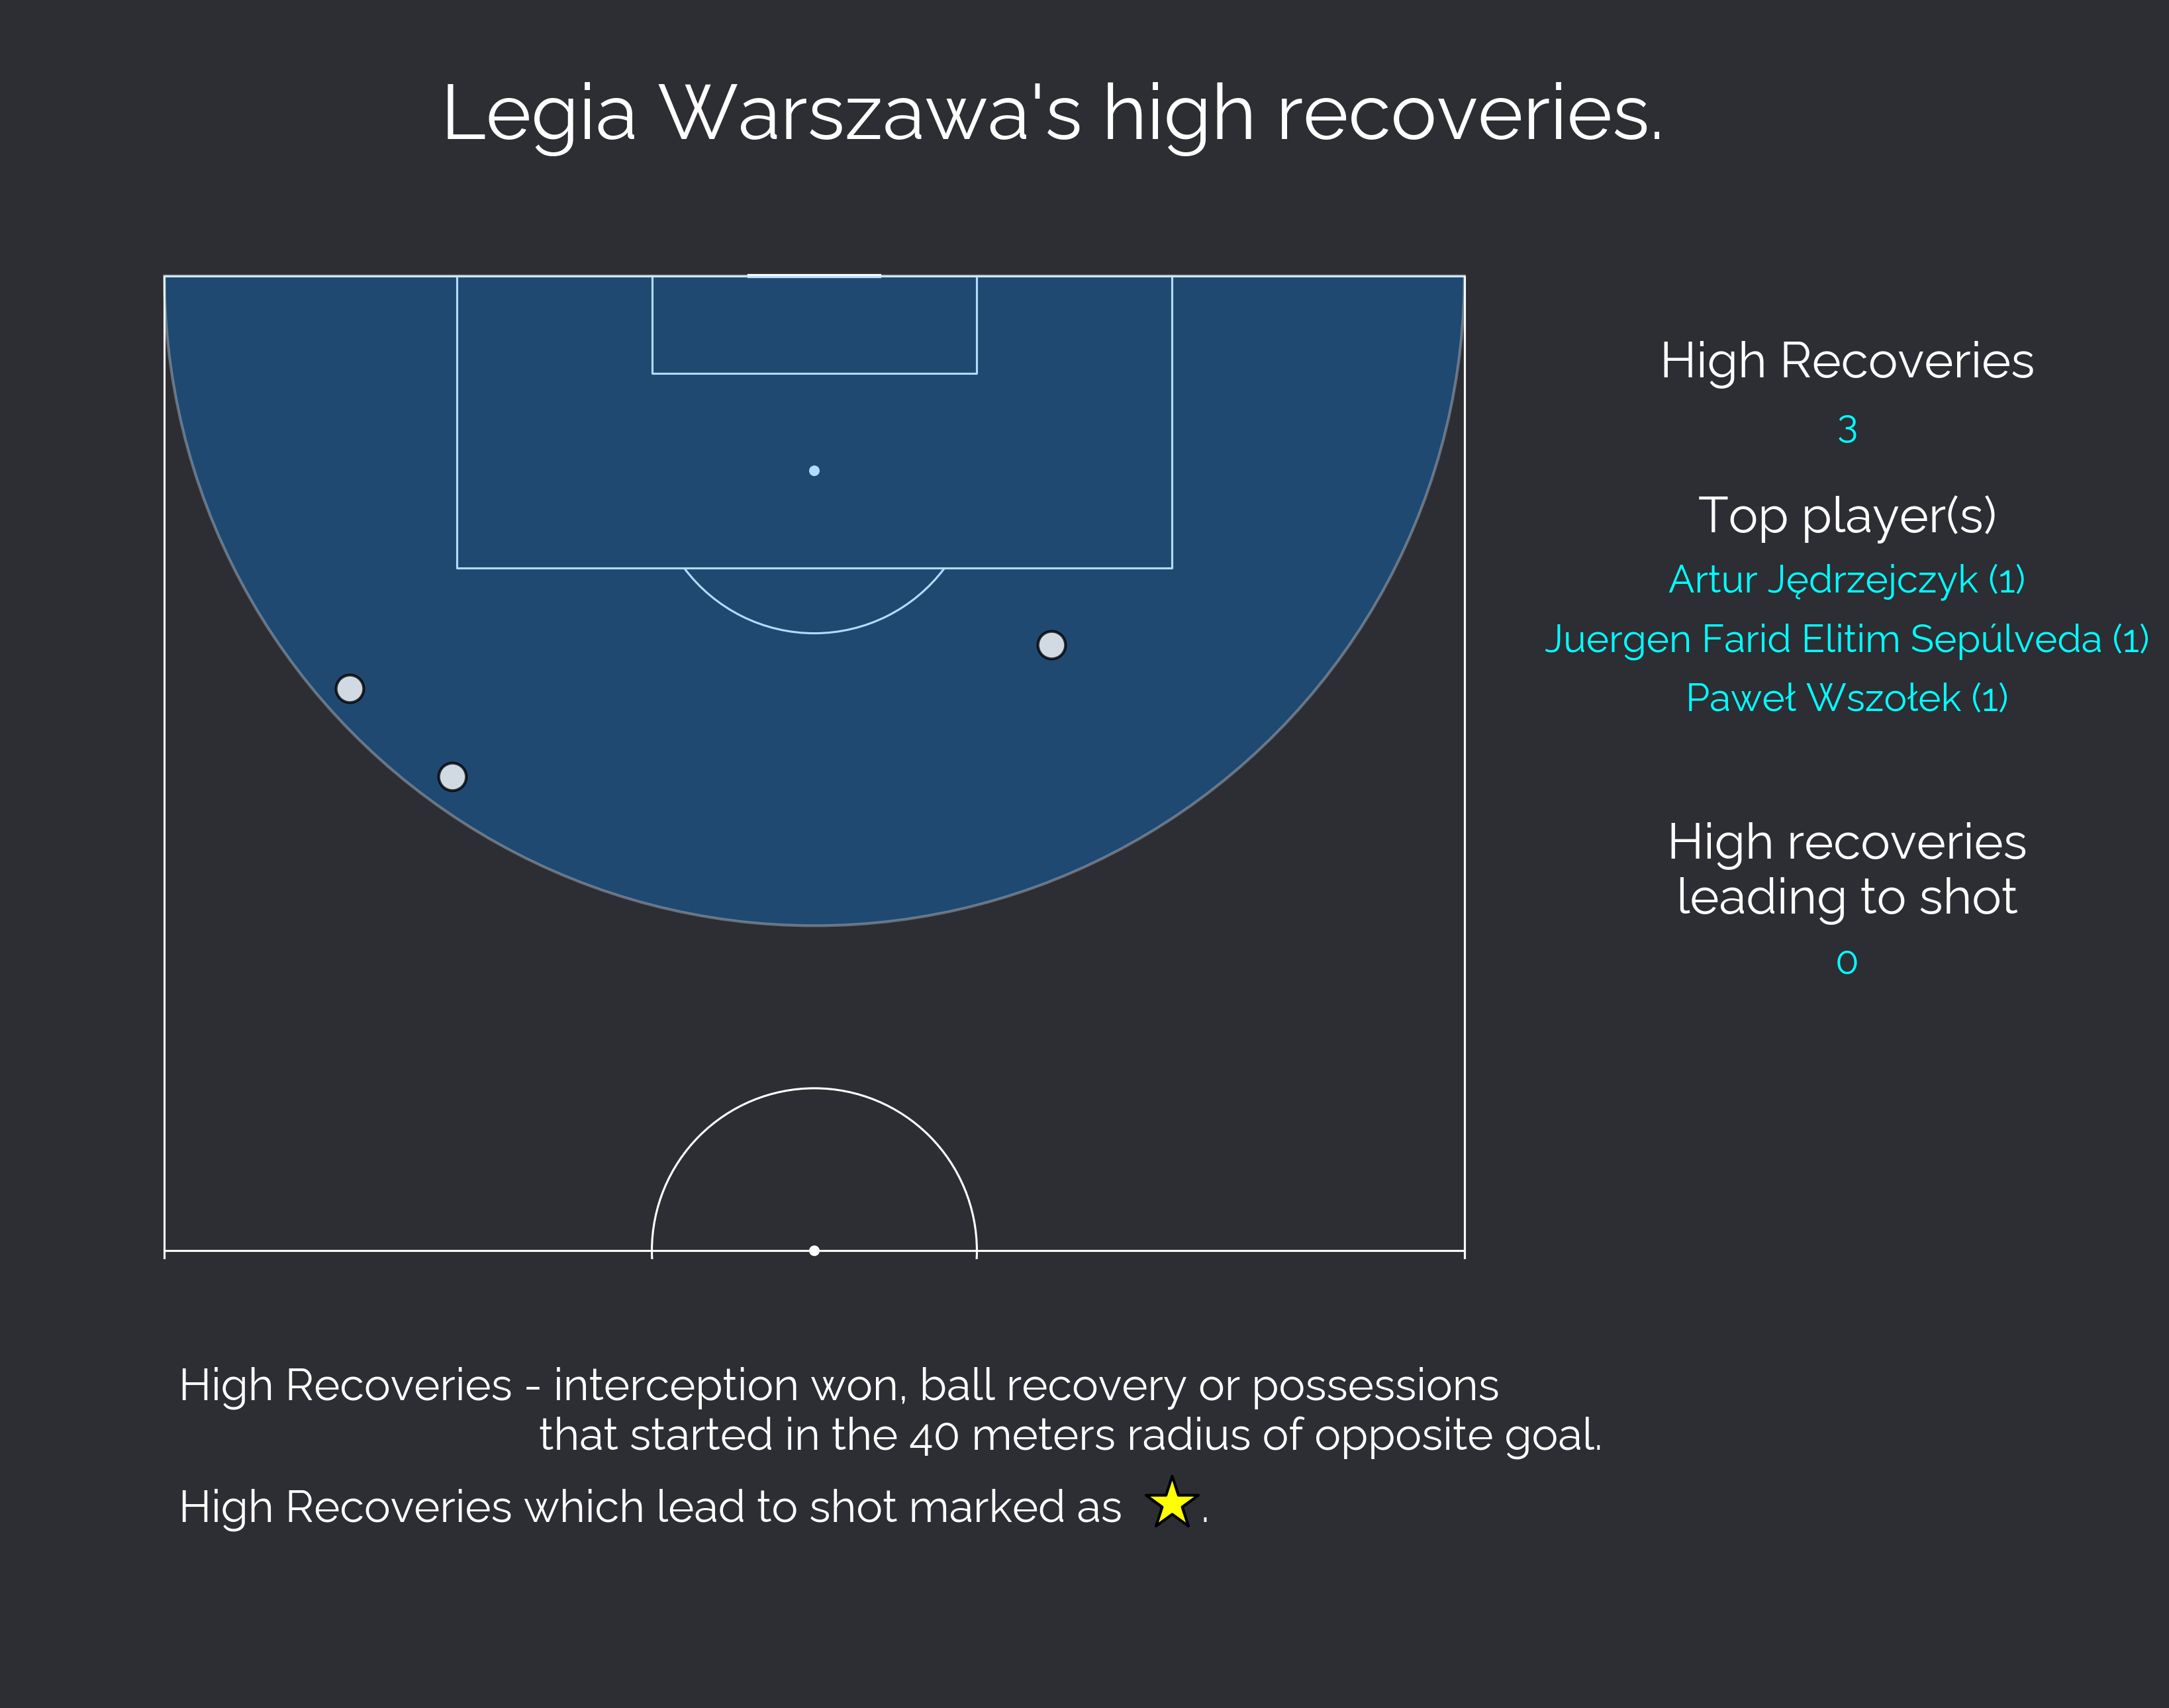 Legia Warszawa's high recoveries.
High Recoveries
3
Top player(s)
Artur Jędrzejczyk (1)
Juergen Farid Elitim Sepúlveda (1)
Paweł Wszołek (1)
High recoveries
leading to shot
0
High Recoveries - interception won, ball recovery or possessions
that started in the 40 meters radius of opposite goal.
High Recoveries which lead to shot marked as .